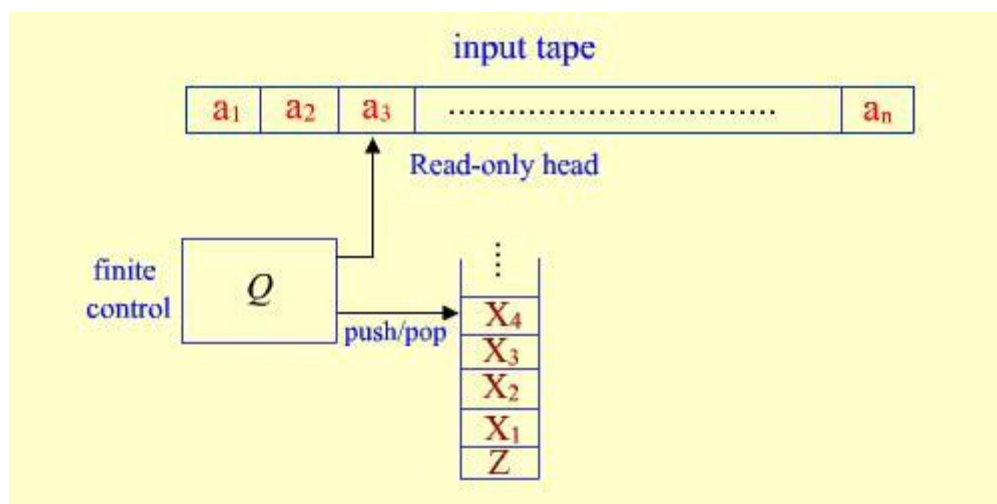 input tape
a₁ a₂ a₃ ................................. aₙ
Read-only head
finite
control
Q
push/pop
X₄
X₃
X₂
X₁
Z